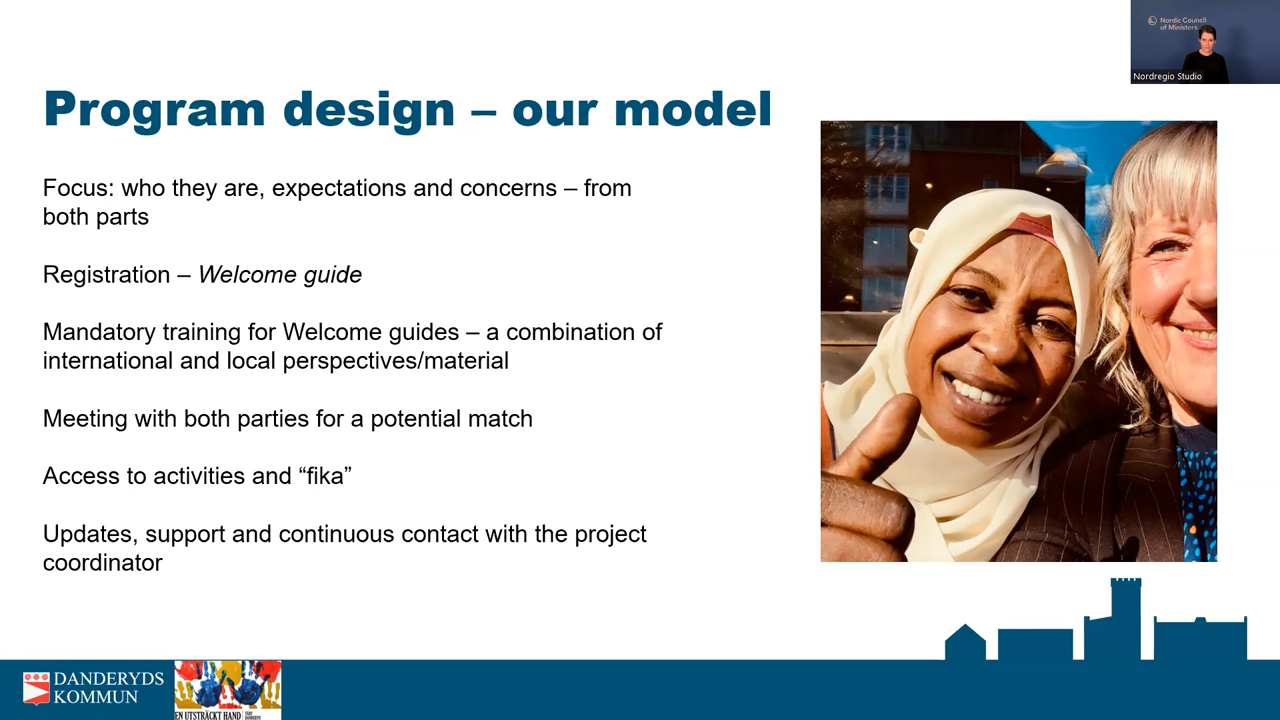 Nordic Council
of Ministers
Nordregio Studio
Program design – our model
Focus: who they are, expectations and concerns – from
both parts
Registration – Welcome guide
Mandatory training for Welcome guides – a combination of
international and local perspectives/material
Meeting with both parties for a potential match
Access to activities and “fika”
Updates, support and continuous contact with the project
coordinator
DANDERYDS
KOMMUN
EN UTSTRÄCKT HAND